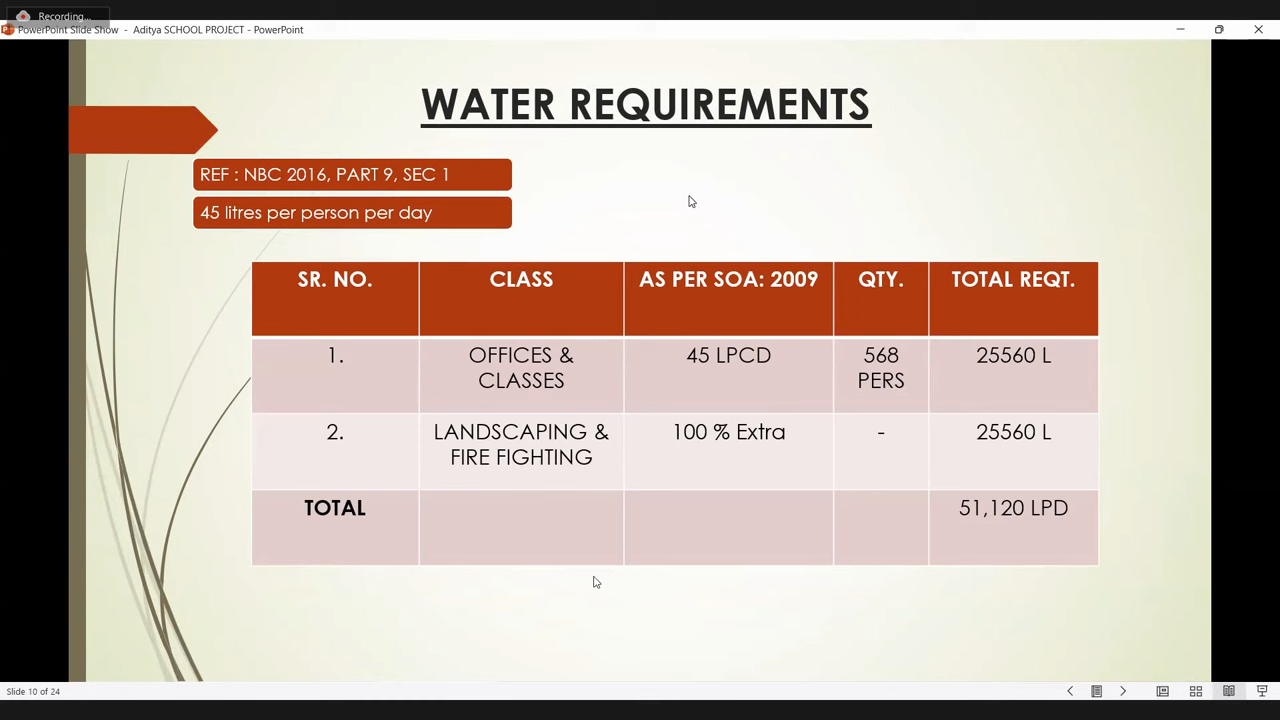 Recording...
PowerPoint Slide Show - Aditya SCHOOL PROJECT - PowerPoint
WATER REQUIREMENTS
REF : NBC 2016, PART 9, SEC 1
45 litres per person per day
SR. NO. CLASS AS PER SOA: 2009 QTY. TOTAL REQT.
1. OFFICES & 45 LPCD 568 25560 L
CLASSES PERS
2. LANDSCAPING & 100 % Extra - 25560 L
FIRE FIGHTING
TOTAL 51,120 LPD
Slide 10 of 24